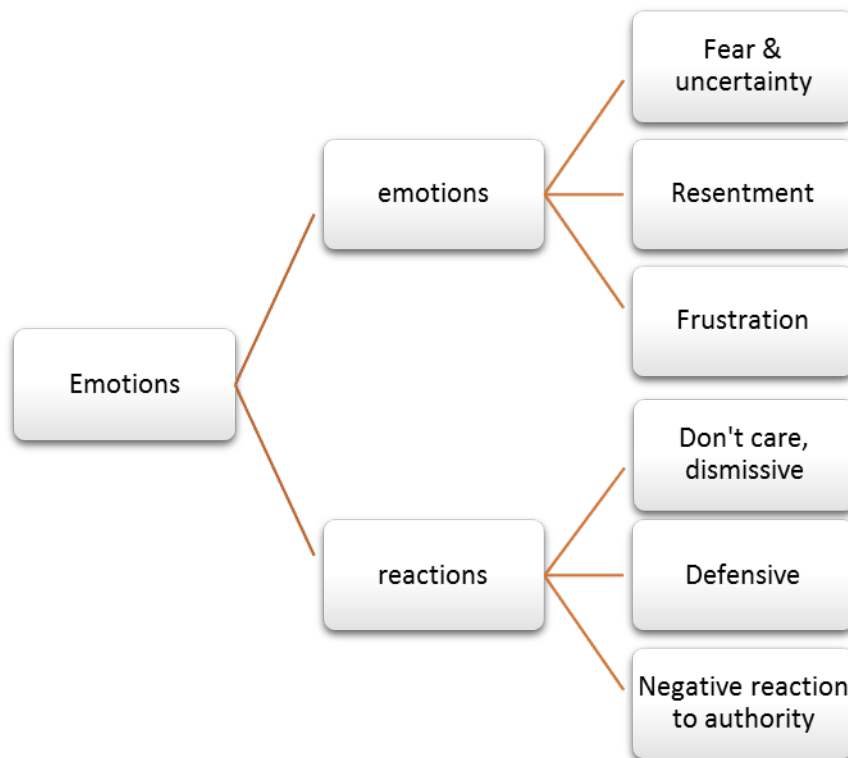 Emotions
emotions
Fear &
uncertainty
Resentment
Frustration
reactions
Don't care,
dismissive
Defensive
Negative reaction
to authority